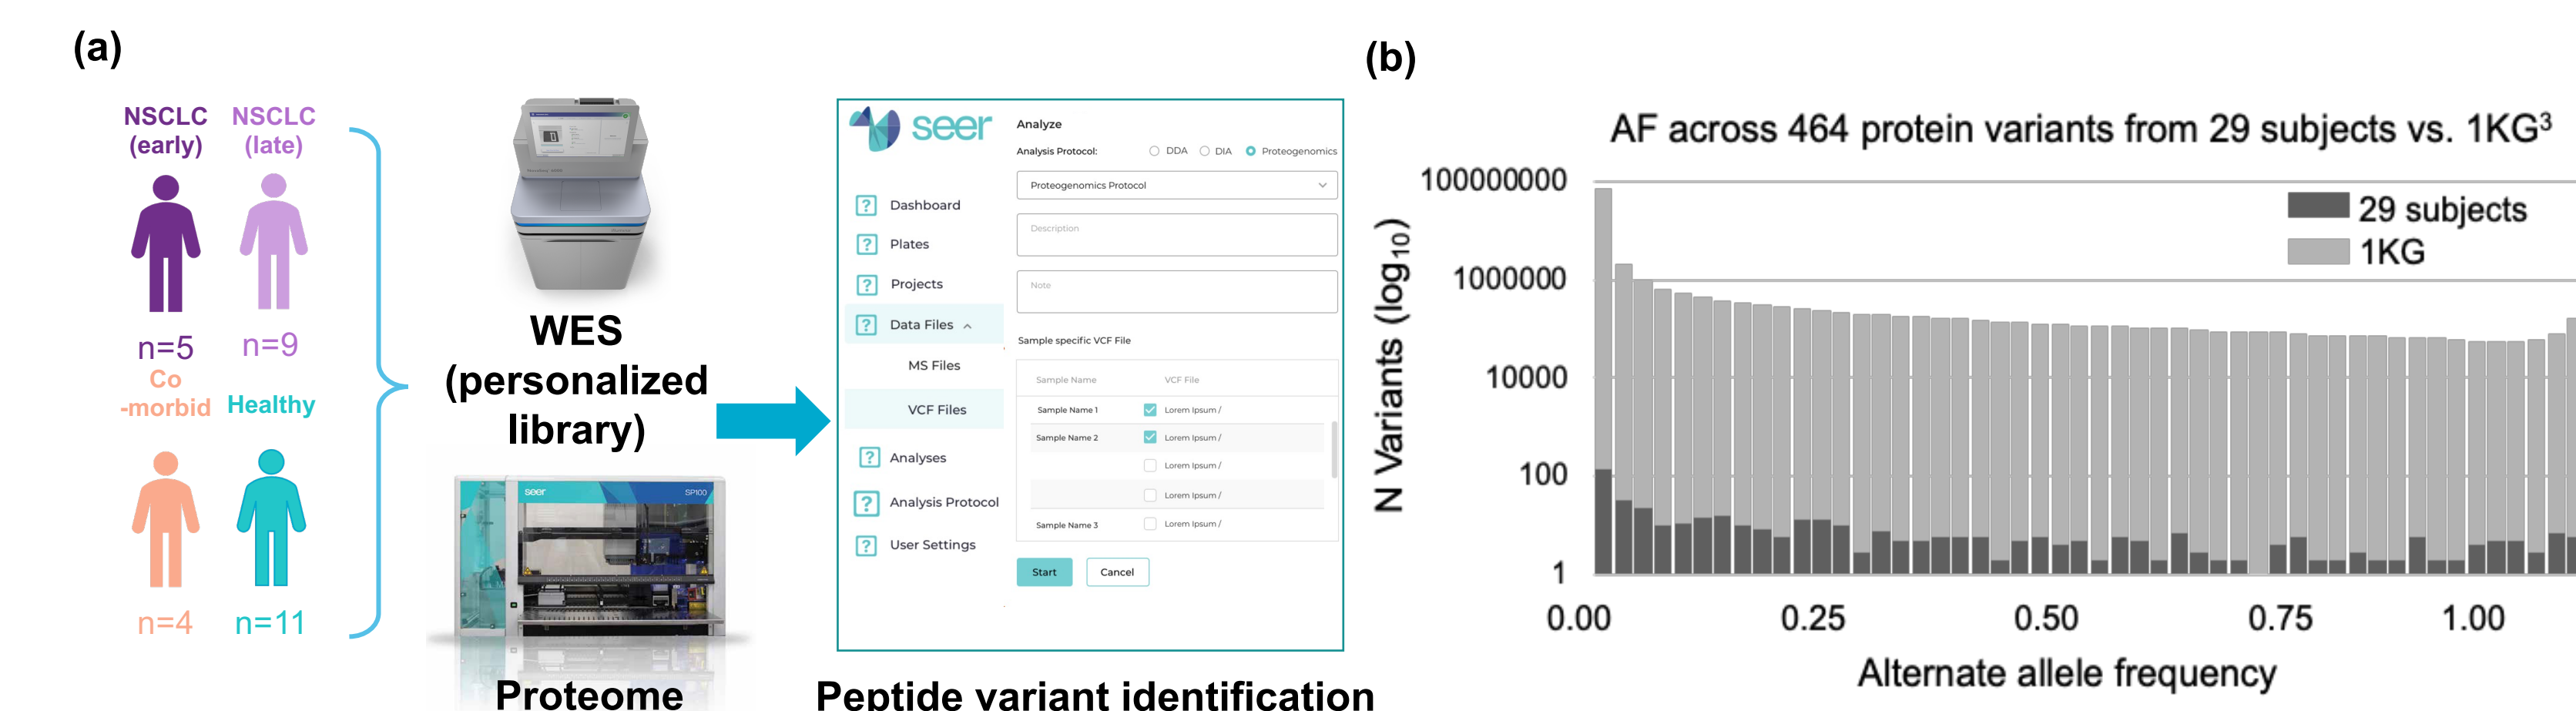 (a)
NSCLC
(early)
NSCLC
(late)
n=5
n=9
Co
-morbid
Healthy
n=4
n=11
WES
(personalized
library)
seer
SP100
Proteome
seer
Dashboard
Plates
Projects
Data Files
MS Files
VCF Files
Analyses
Analysis Protocol
User Settings
Analyze
Analysis Protocol: DDA DIA Proteogenomics
Proteogenomics Protocol
Description
Note
Sample specific VCF File
Sample Name VCF File
Sample Name 1 Lorem Ipsum /
Sample Name 2 Lorem Ipsum /
Lorem Ipsum /
Lorem Ipsum /
Sample Name 3 Lorem Ipsum /
Start Cancel
Peptide variant identification
(b)
AF across 464 protein variants from 29 subjects vs. 1KG³
29 subjects
1KG
N Variants (log₁₀)
100000000
1000000
10000
100
1
0.00 0.25 0.50 0.75 1.00
Alternate allele frequency